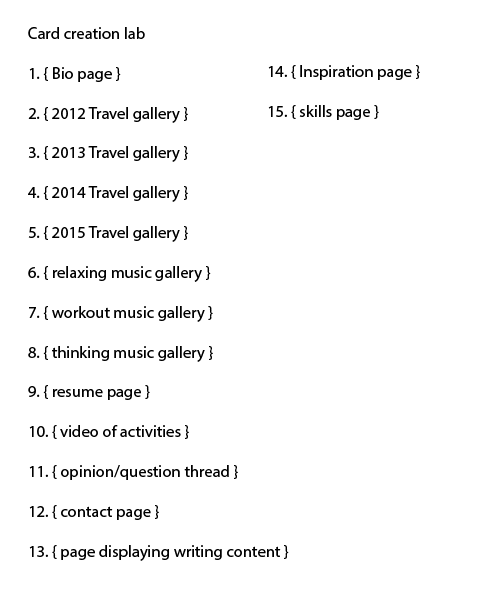 Card creation lab
1. { Bio page }
2. { 2012 Travel gallery }
3. { 2013 Travel gallery }
4. { 2014 Travel gallery }
5. { 2015 Travel gallery }
6. { relaxing music gallery }
7. { workout music gallery }
8. { thinking music gallery }
9. { resume page }
10. { video of activities }
11. { opinion/question thread }
12. { contact page }
13. { page displaying writing content }
14. { Inspiration page }
15. { skills page }